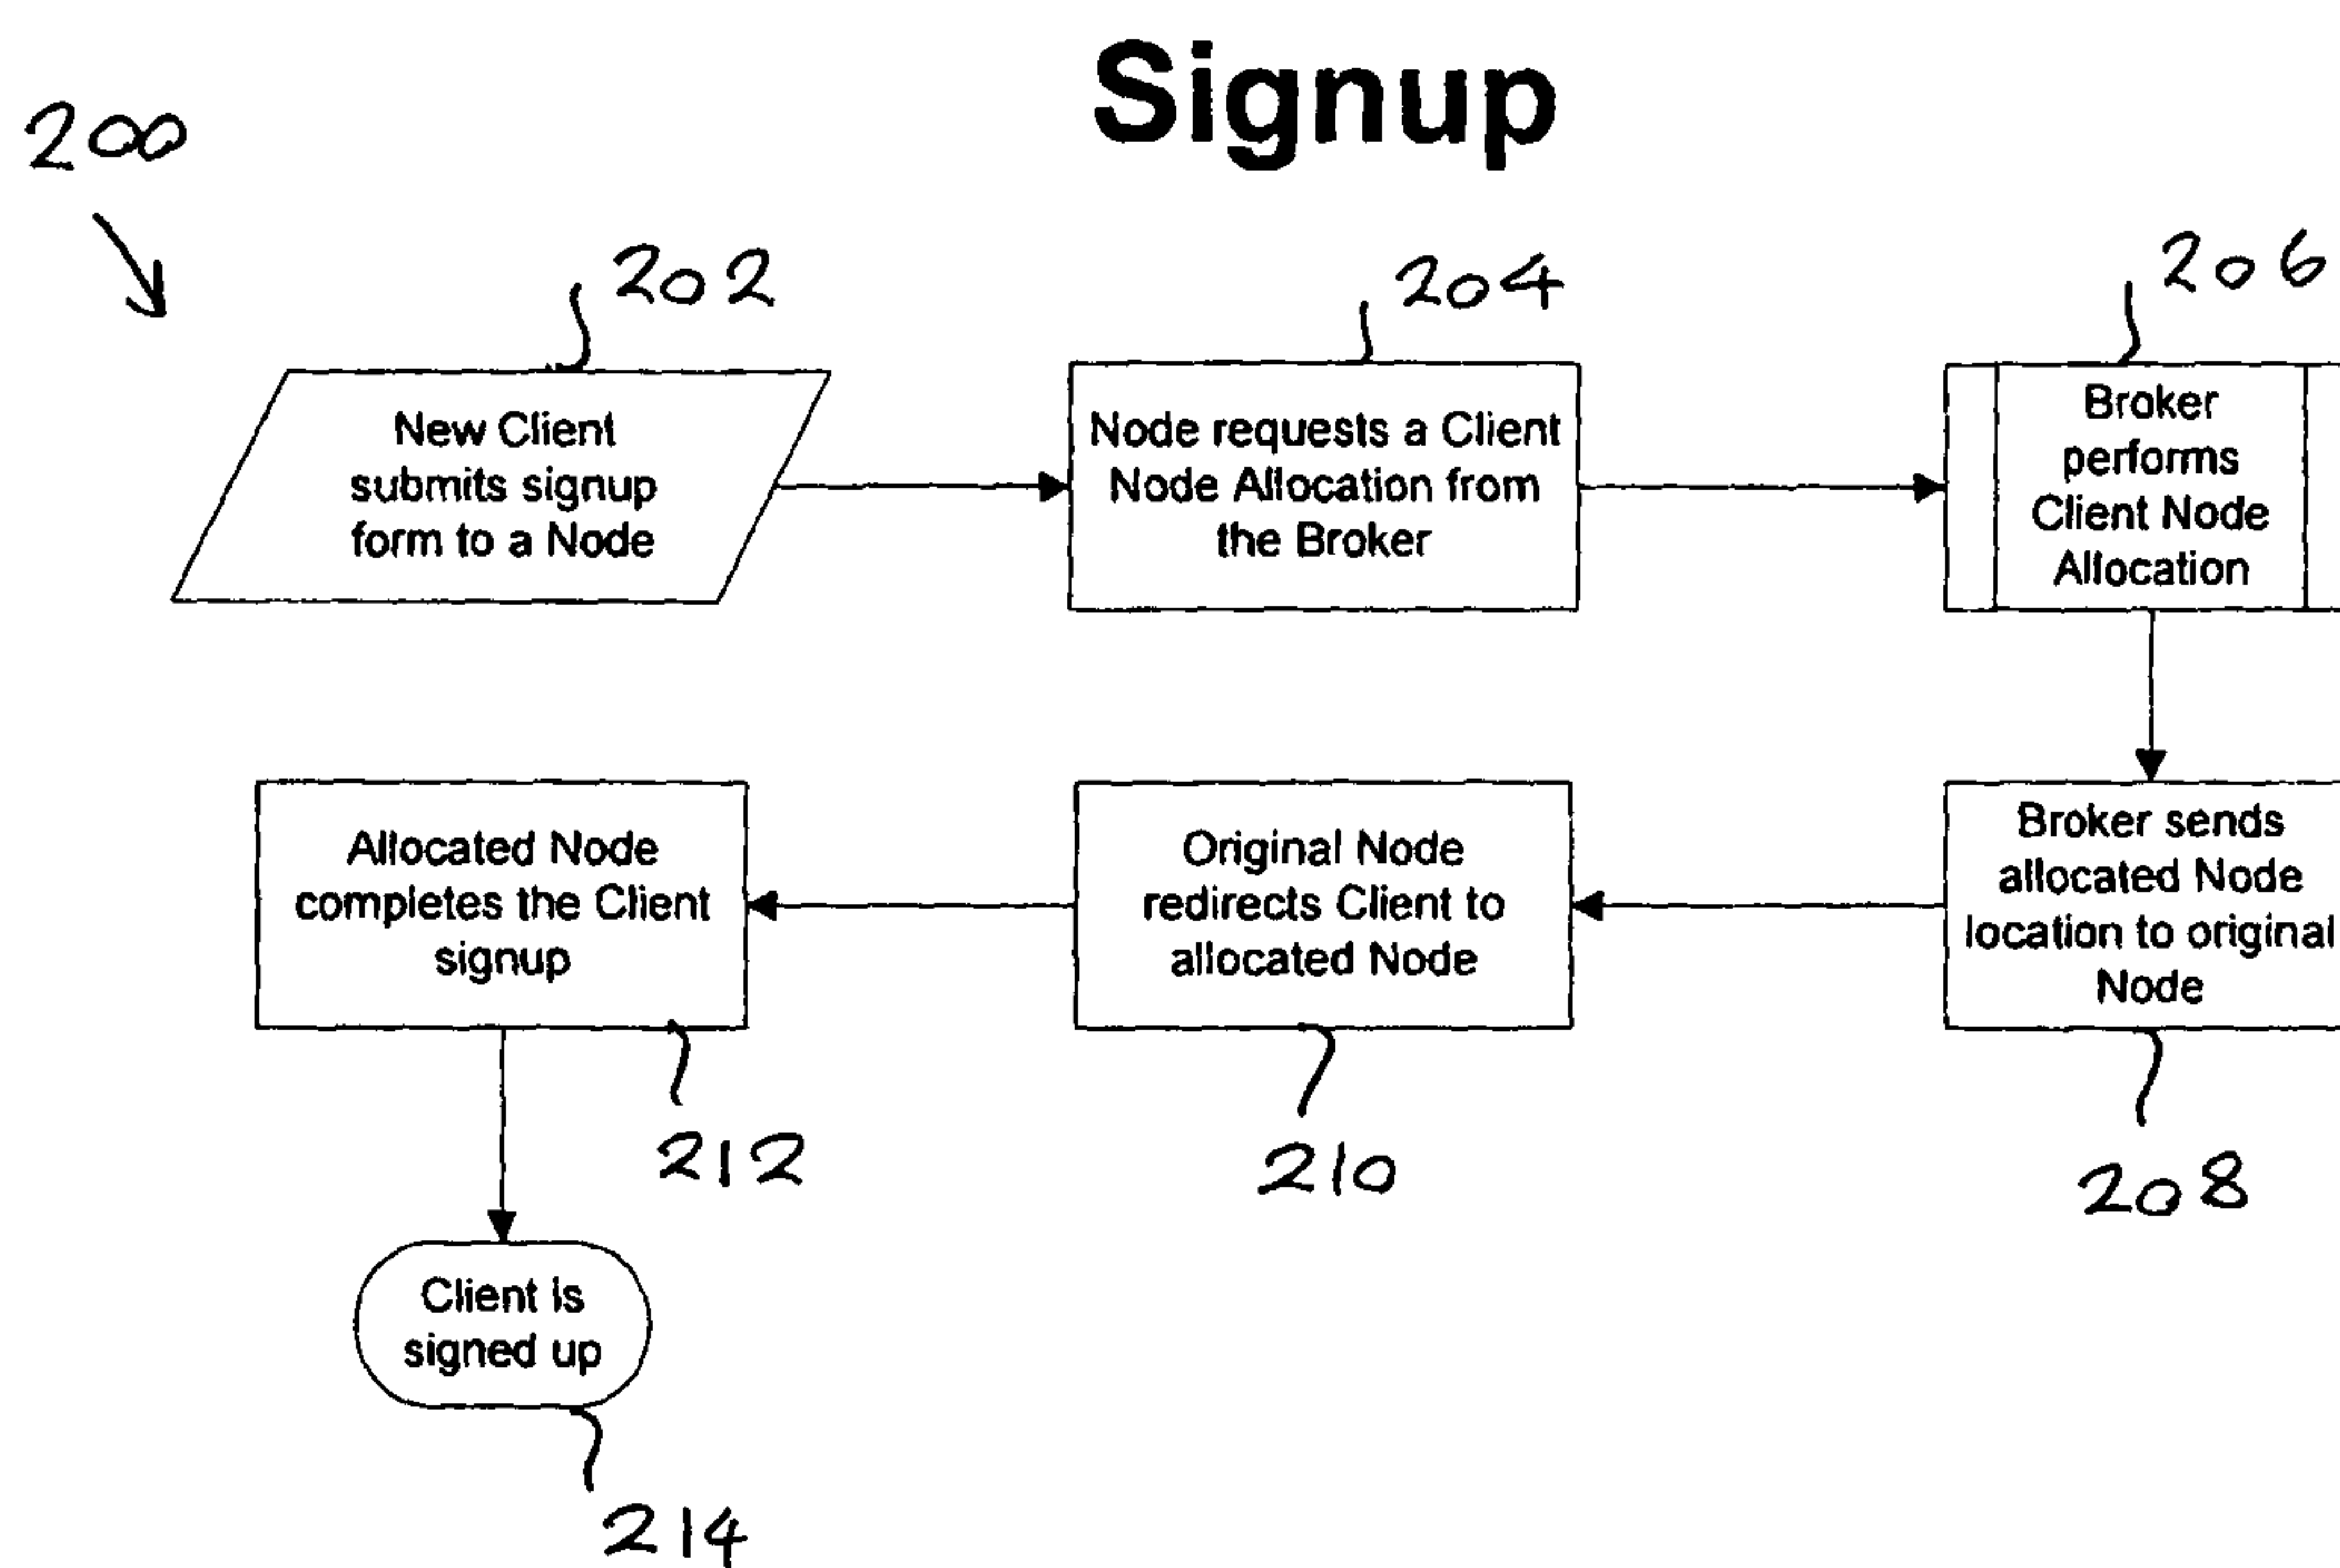 Signup
200
202
204
206
New Client
submits signup
form to a Node
Node requests a Client
Node Allocation from
the Broker
Broker
performs
Client Node
Allocation
Allocated Node
completes the Client
signup
Original Node
redirects Client to
allocated Node
Broker sends
allocated Node
location to original
Node
212
210
208
Client is
signed up
214